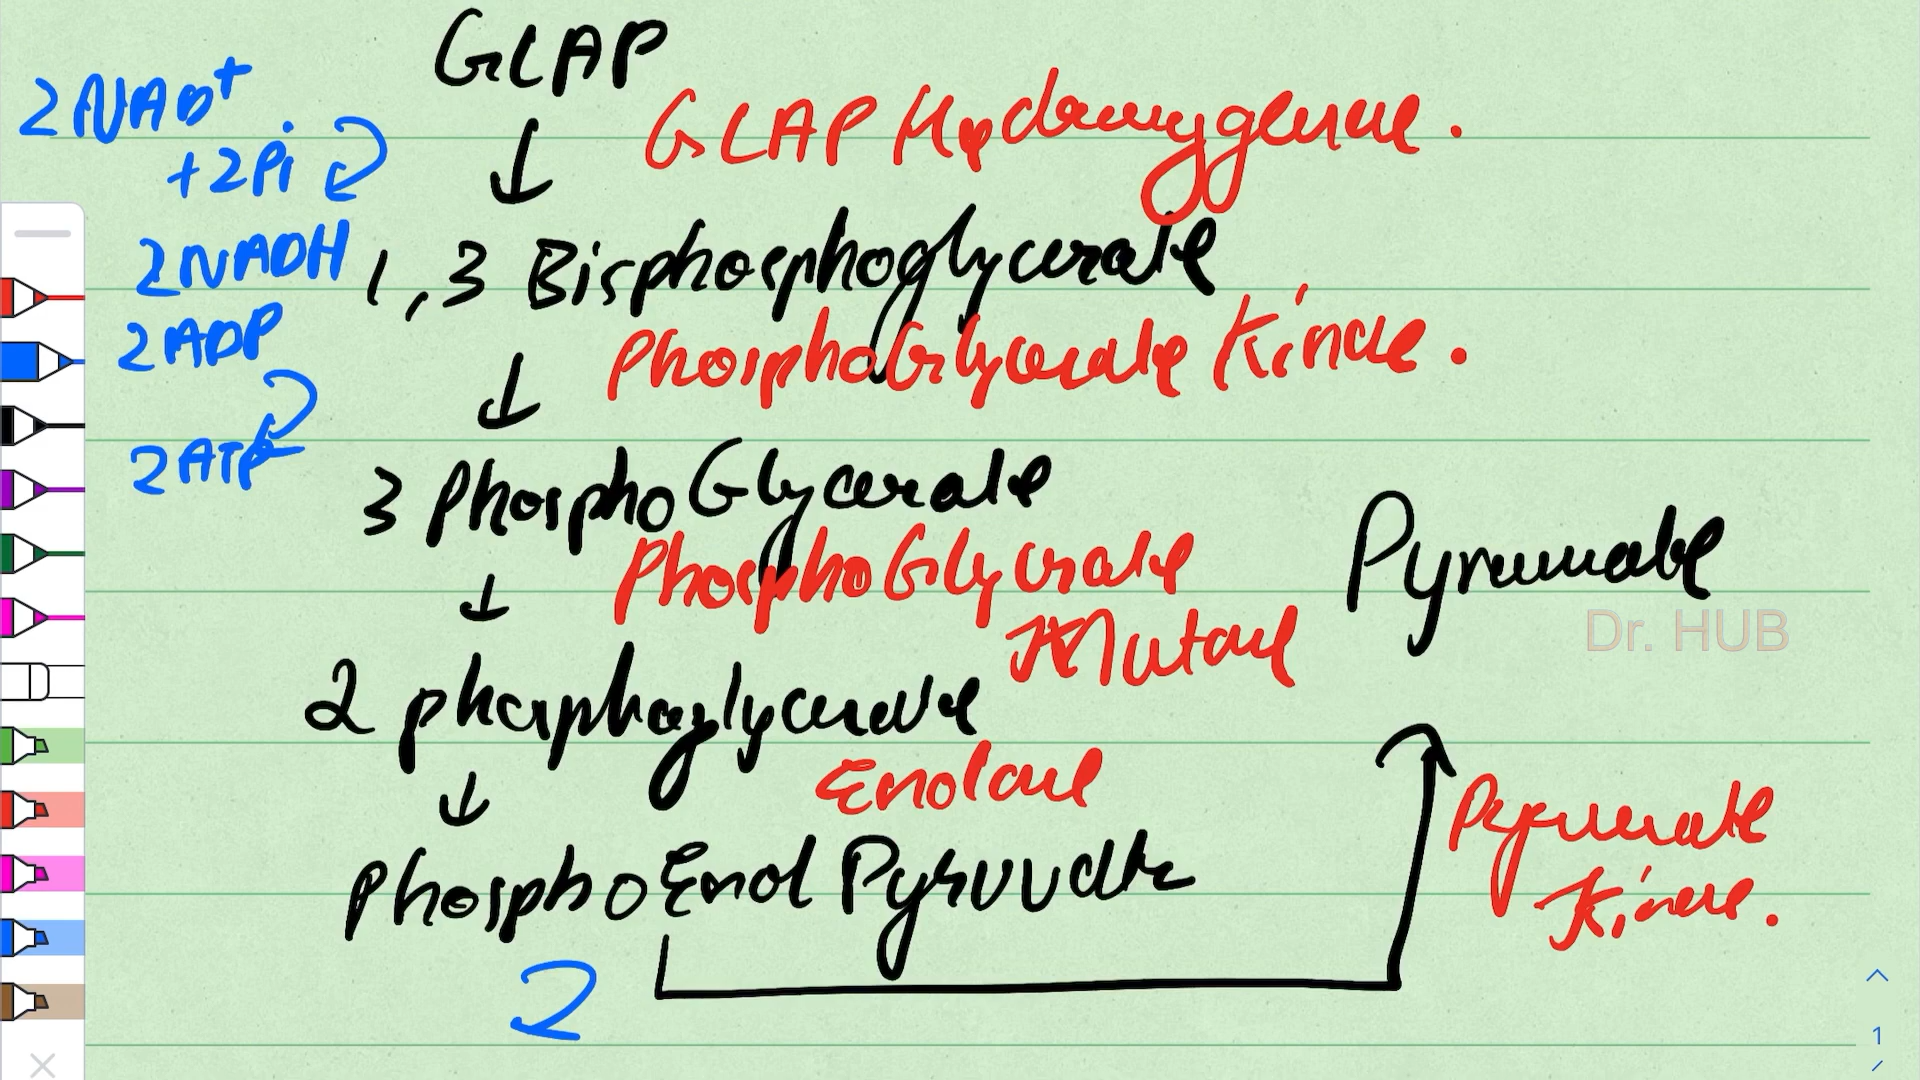 GLAP
2NAD+
+2Pi
GLAP Hydrogenase.
2NADH
1,3 Bisphosphoglycerate
2ADP
PhosphoGlycerate Kinase.
2ATP
3 PhosphoGlycerate
PhosphoGlycerate
Mutase
Pyruvate
Dr. HUB
2 phosphoglycerate
Enolase
Pyruvate
Kinase.
PhosphoEnol Pyruvate
2
1